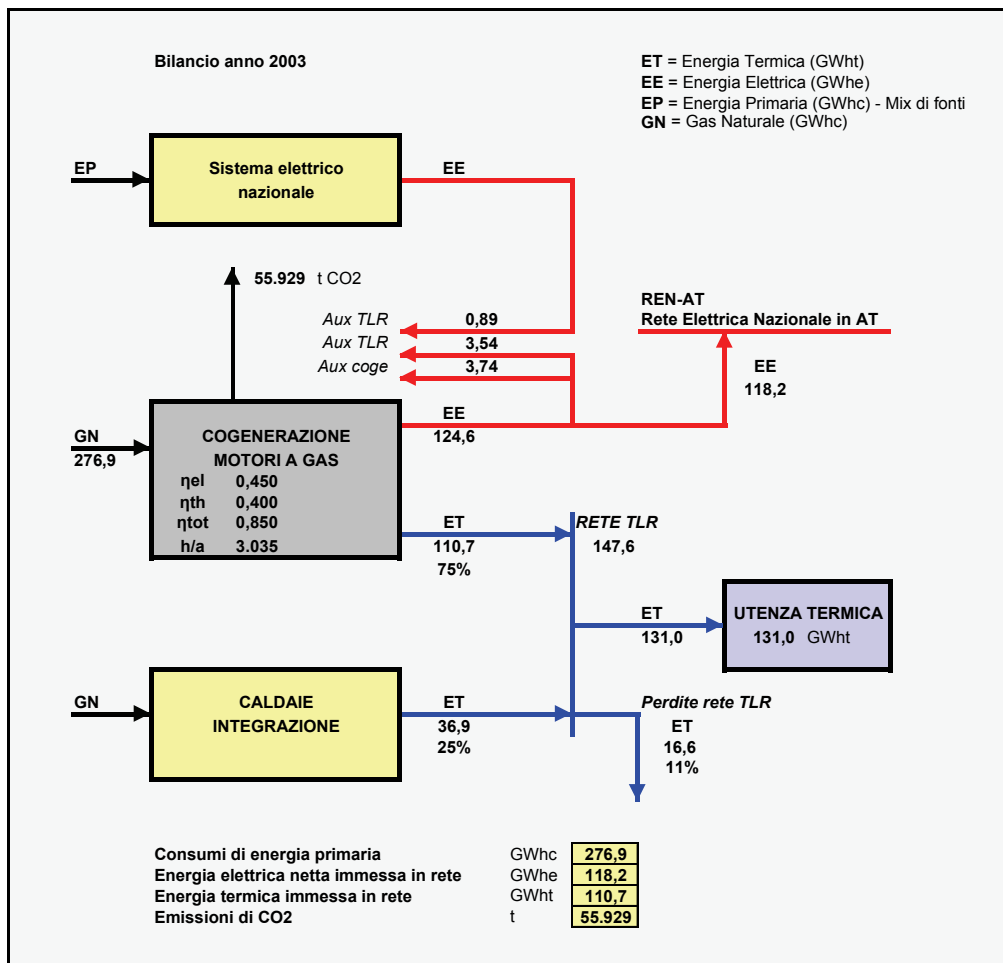 Bilancio anno 2003
ET = Energia Termica (GWht)
EE = Energia Elettrica (GWhe)
EP = Energia Primaria (GWhc) - Mix di fonti
GN = Gas Naturale (GWhc)
EP
Sistema elettrico
nazionale
EE
55.929 t CO2
REN-AT
Rete Elettrica Nazionale in AT
Aux TLR 0,89
Aux TLR 3,54
Aux coge 3,74
EE
118,2
GN
276,9
COGENERAZIONE
MOTORI A GAS
ηel 0,450
ηth 0,400
ηtot 0,850
h/a 3.035
EE
124,6
ET
110,7
75%
RETE TLR
147,6
ET
131,0
UTENZA TERMICA
131,0 GWht
GN
CALDAIE
INTEGRAZIONE
ET
36,9
25%
Perdite rete TLR
ET
16,6
11%
Consumi di energia primaria GWhc 276,9
Energia elettrica netta immessa in rete GWhe 118,2
Energia termica immessa in rete GWht 110,7
Emissioni di CO2 t 55.929